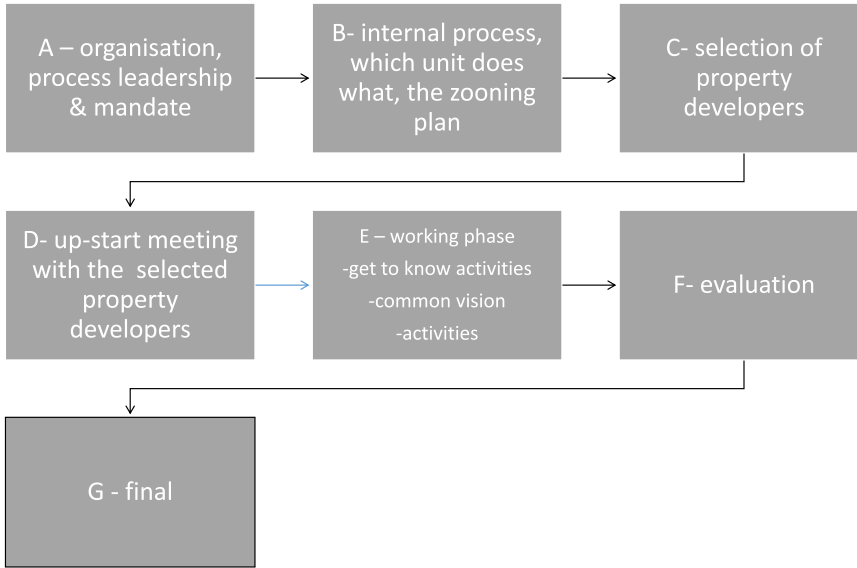 A – organisation,
process leadership
& mandate
B- internal process,
which unit does
what, the zooning
plan
C- selection of
property
developers
D- up-start meeting
with the selected
property
developers
E – working phase
-get to know activities
-common vision
-activities
F- evaluation
G - final